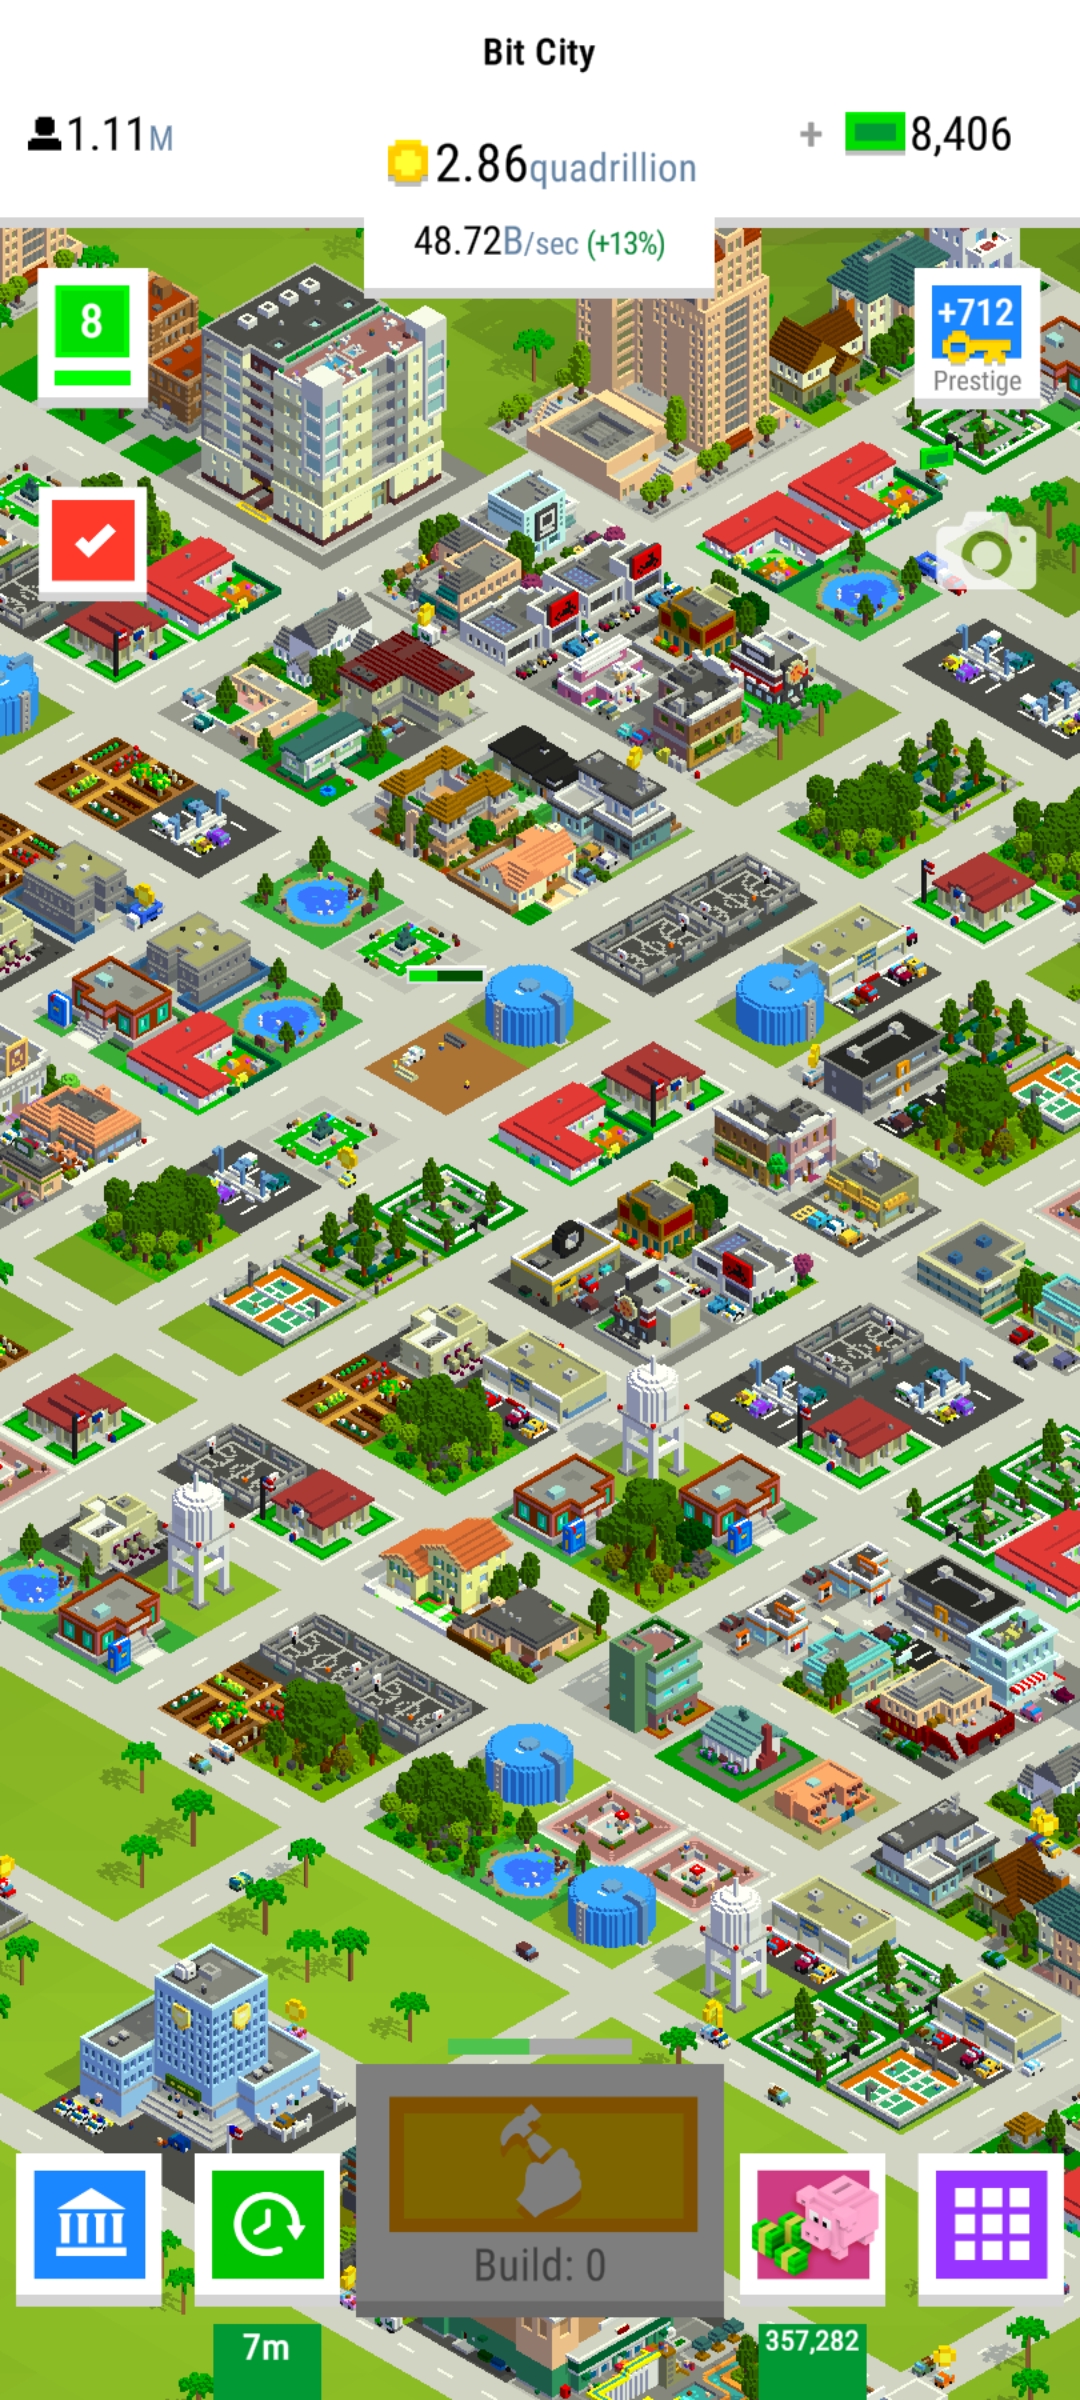 Bit City
1.11M
2.86quadrillion
+ 8,406
48.72B/sec (+13%)
8
+712
Prestige
Build: 0
7m
357,282